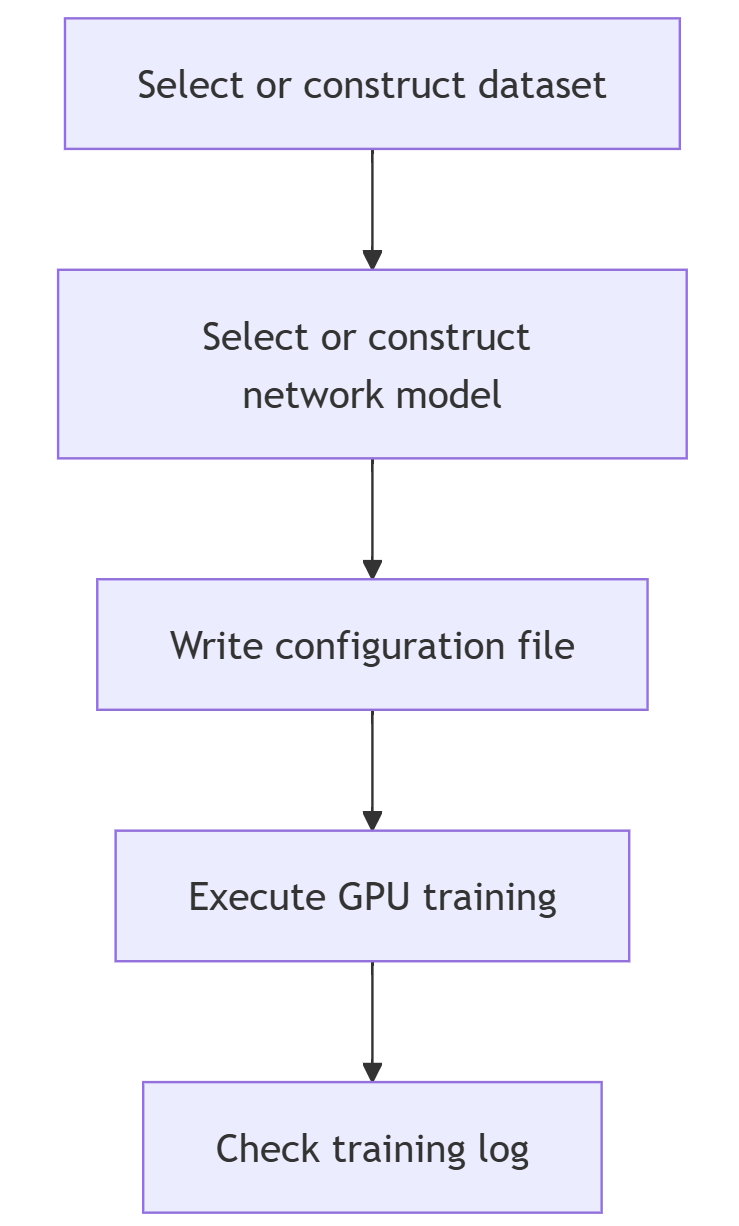 Select or construct dataset
Select or construct
network model
Write configuration file
Execute GPU training
Check training log